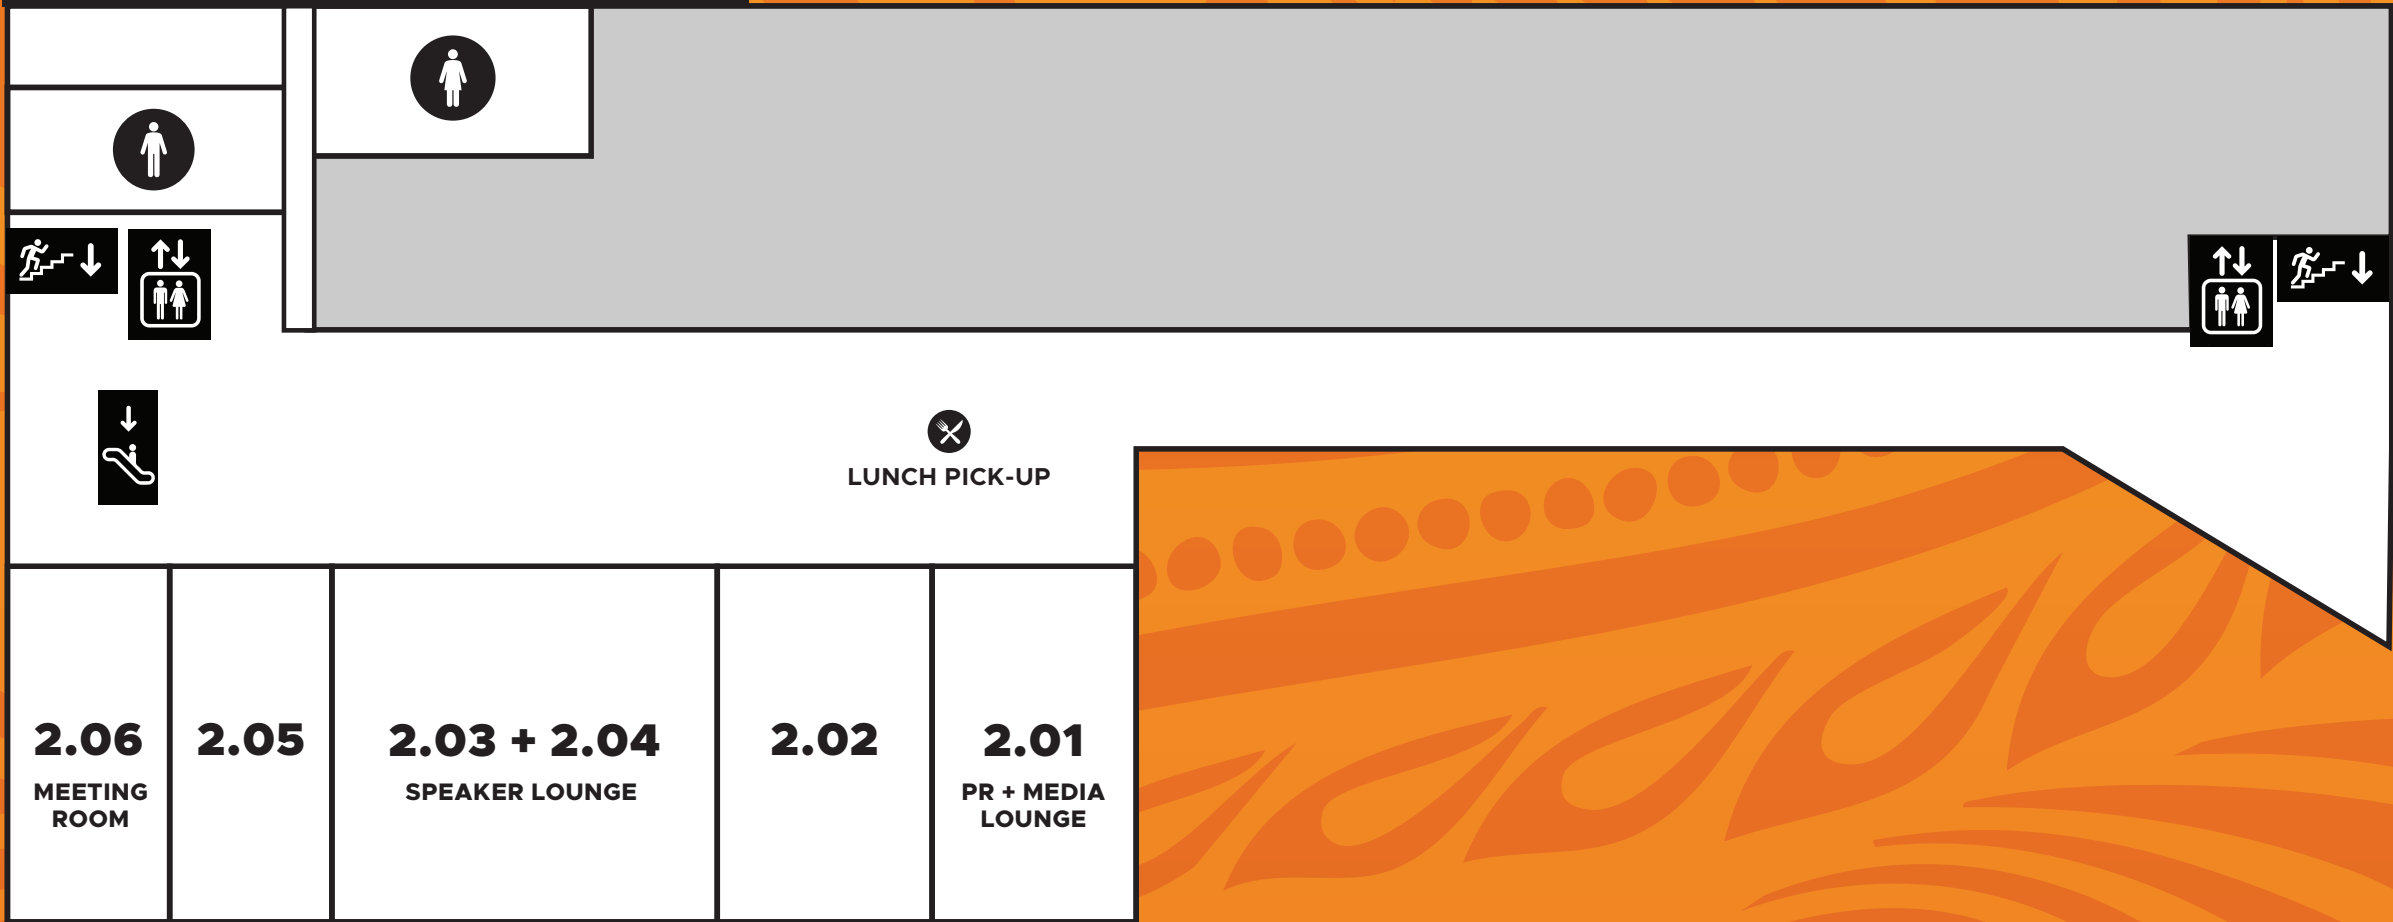 LUNCH PICK-UP
2.06
MEETING
ROOM
2.05
2.03 + 2.04
SPEAKER LOUNGE
2.02
2.01
PR + MEDIA
LOUNGE